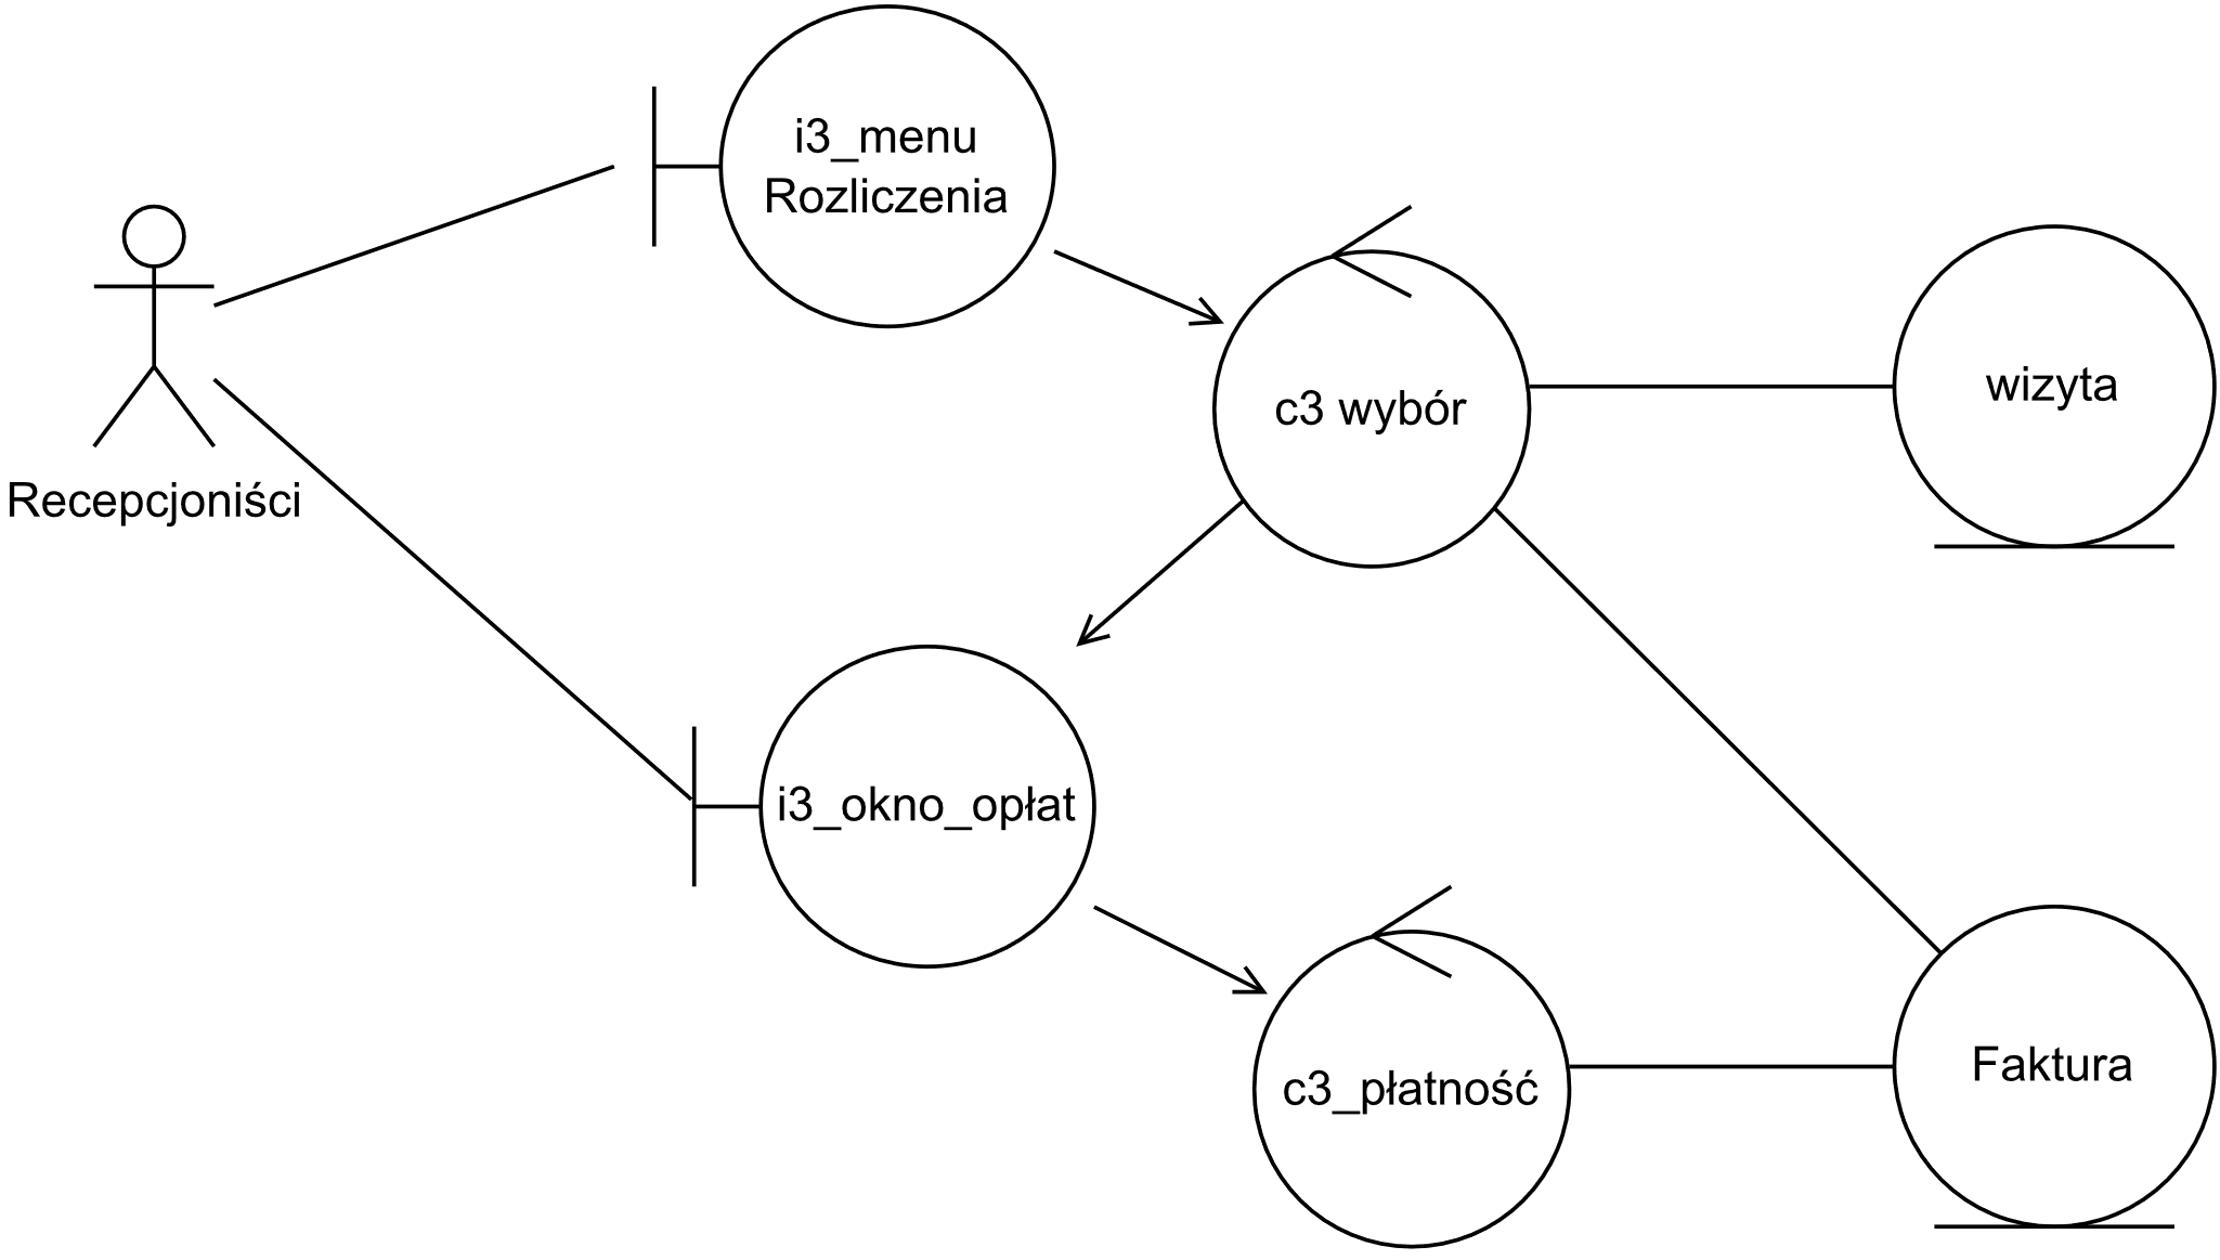 i3_menu
Rozliczenia
c3 wybór
wizyta
Recepcjoniści
i3_okno_opłat
c3_płatność
Faktura